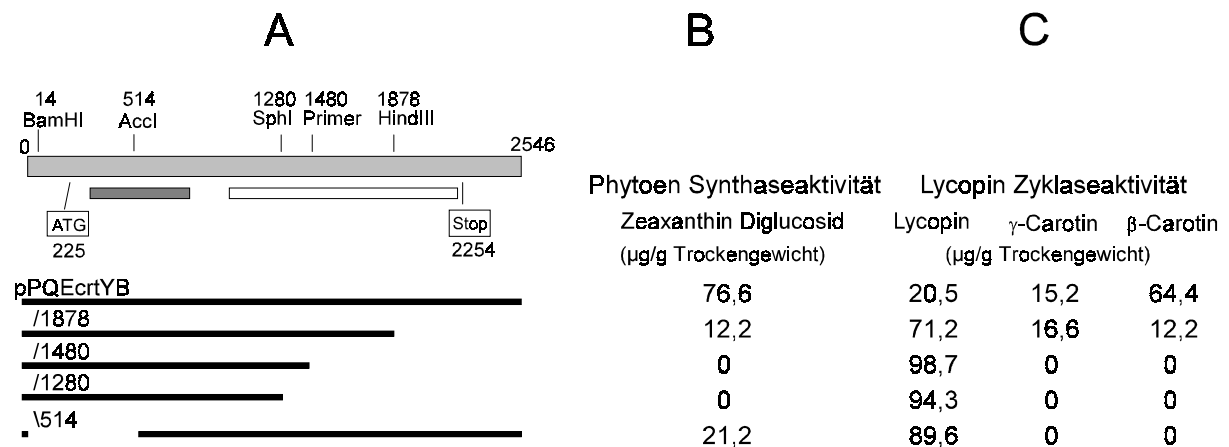 A
B
C
14
514
1280
1480
1878
BamHI
AccI
SphI
Primer
HindIII
0
2546
ATG
225
Stop
2254
Phytoen Synthaseaktivität
Lycopin Zyklaseaktivität
Zeaxanthin Diglucosid
Lycopin
γ-Carotin
β-Carotin
(µg/g Trockengewicht)
(µg/g Trockengewicht)
pPQEcrtYB
76,6
20,5
15,2
64,4
/1878
12,2
71,2
16,6
12,2
/1480
0
98,7
0
0
/1280
0
94,3
0
0
\514
21,2
89,6
0
0